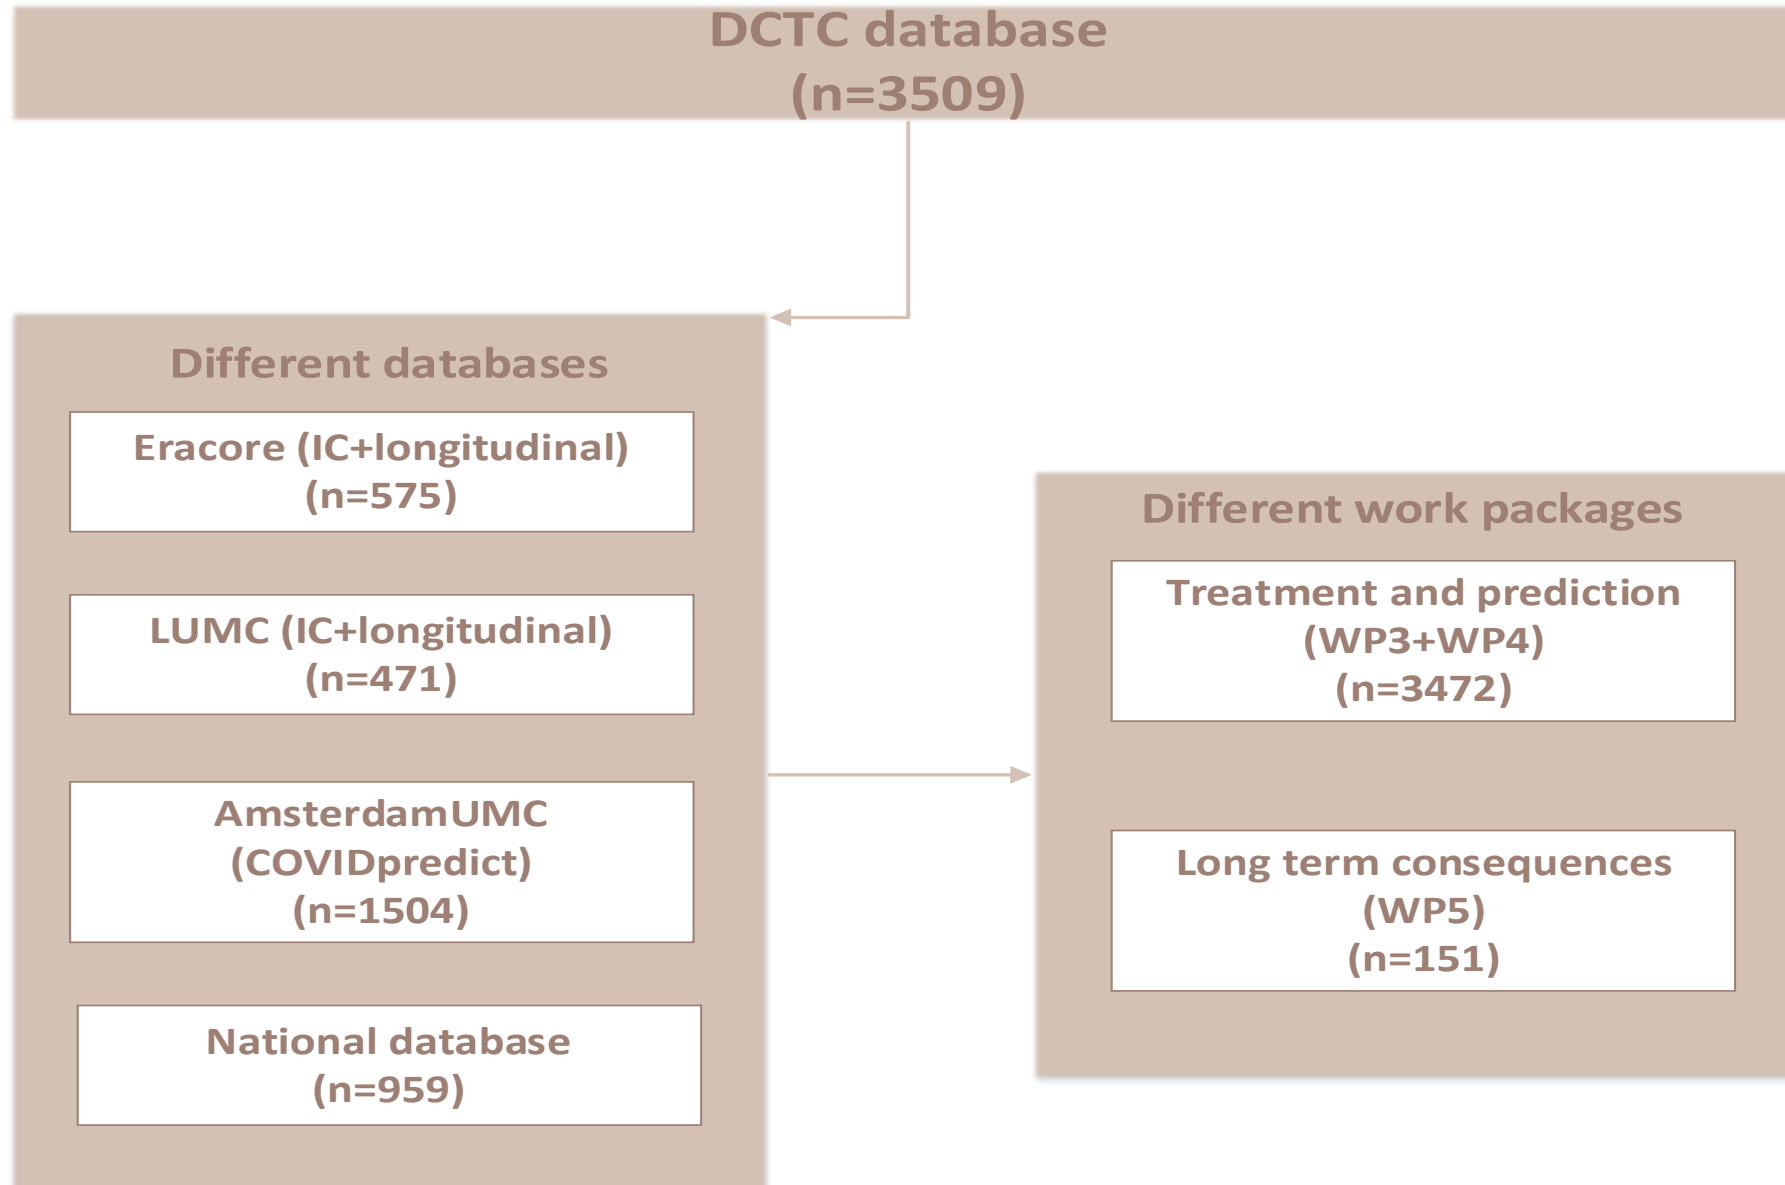 DCTC database
(n=3509)
Different databases
Eracore (IC+longitudinal)
(n=575)
LUMC (IC+longitudinal)
(n=471)
AmsterdamUMC
(COVIDpredict)
(n=1504)
National database
(n=959)
Different work packages
Treatment and prediction
(WP3+WP4)
(n=3472)
Long term consequences
(WP5)
(n=151)